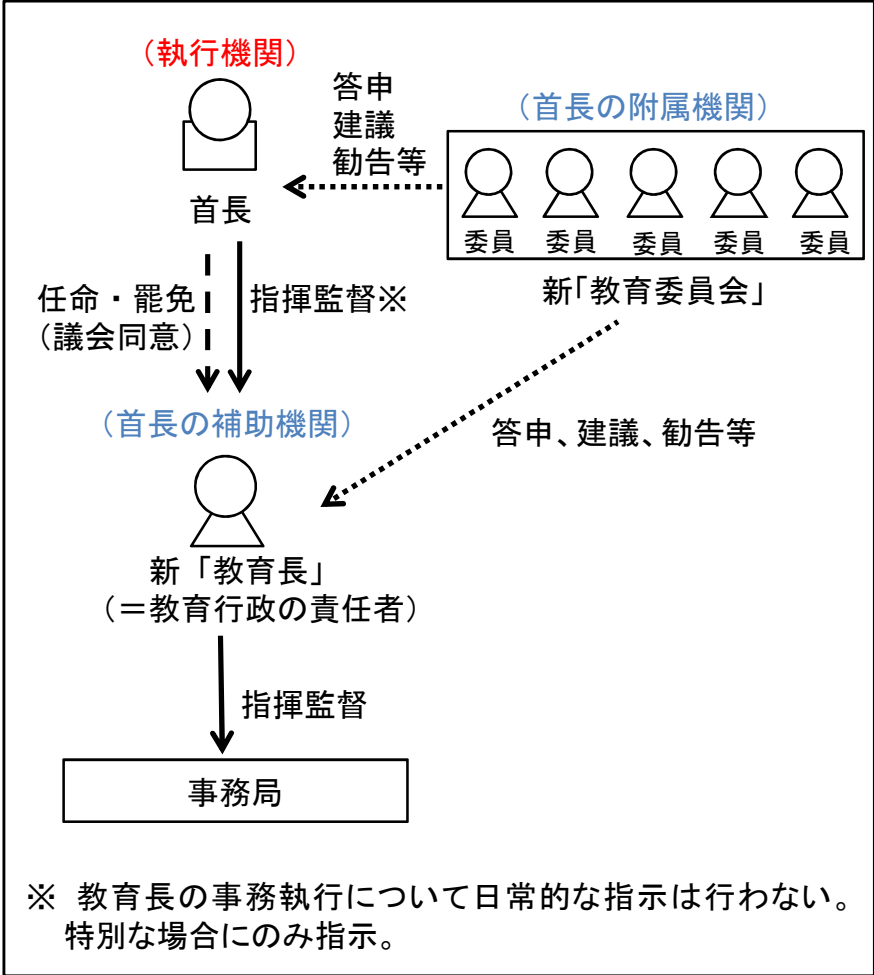 （執行機関）
首長
答申
建議
勧告等
（首長の附属機関）
委員 委員 委員 委員 委員
新「教育委員会」
任命・罷免
（議会同意）
指揮監督※
（首長の補助機関）
答申、建議、勧告等
新「教育長」
（＝教育行政の責任者）
指揮監督
事務局
※ 教育長の事務執行について日常的な指示は行わない。
特別な場合にのみ指示。